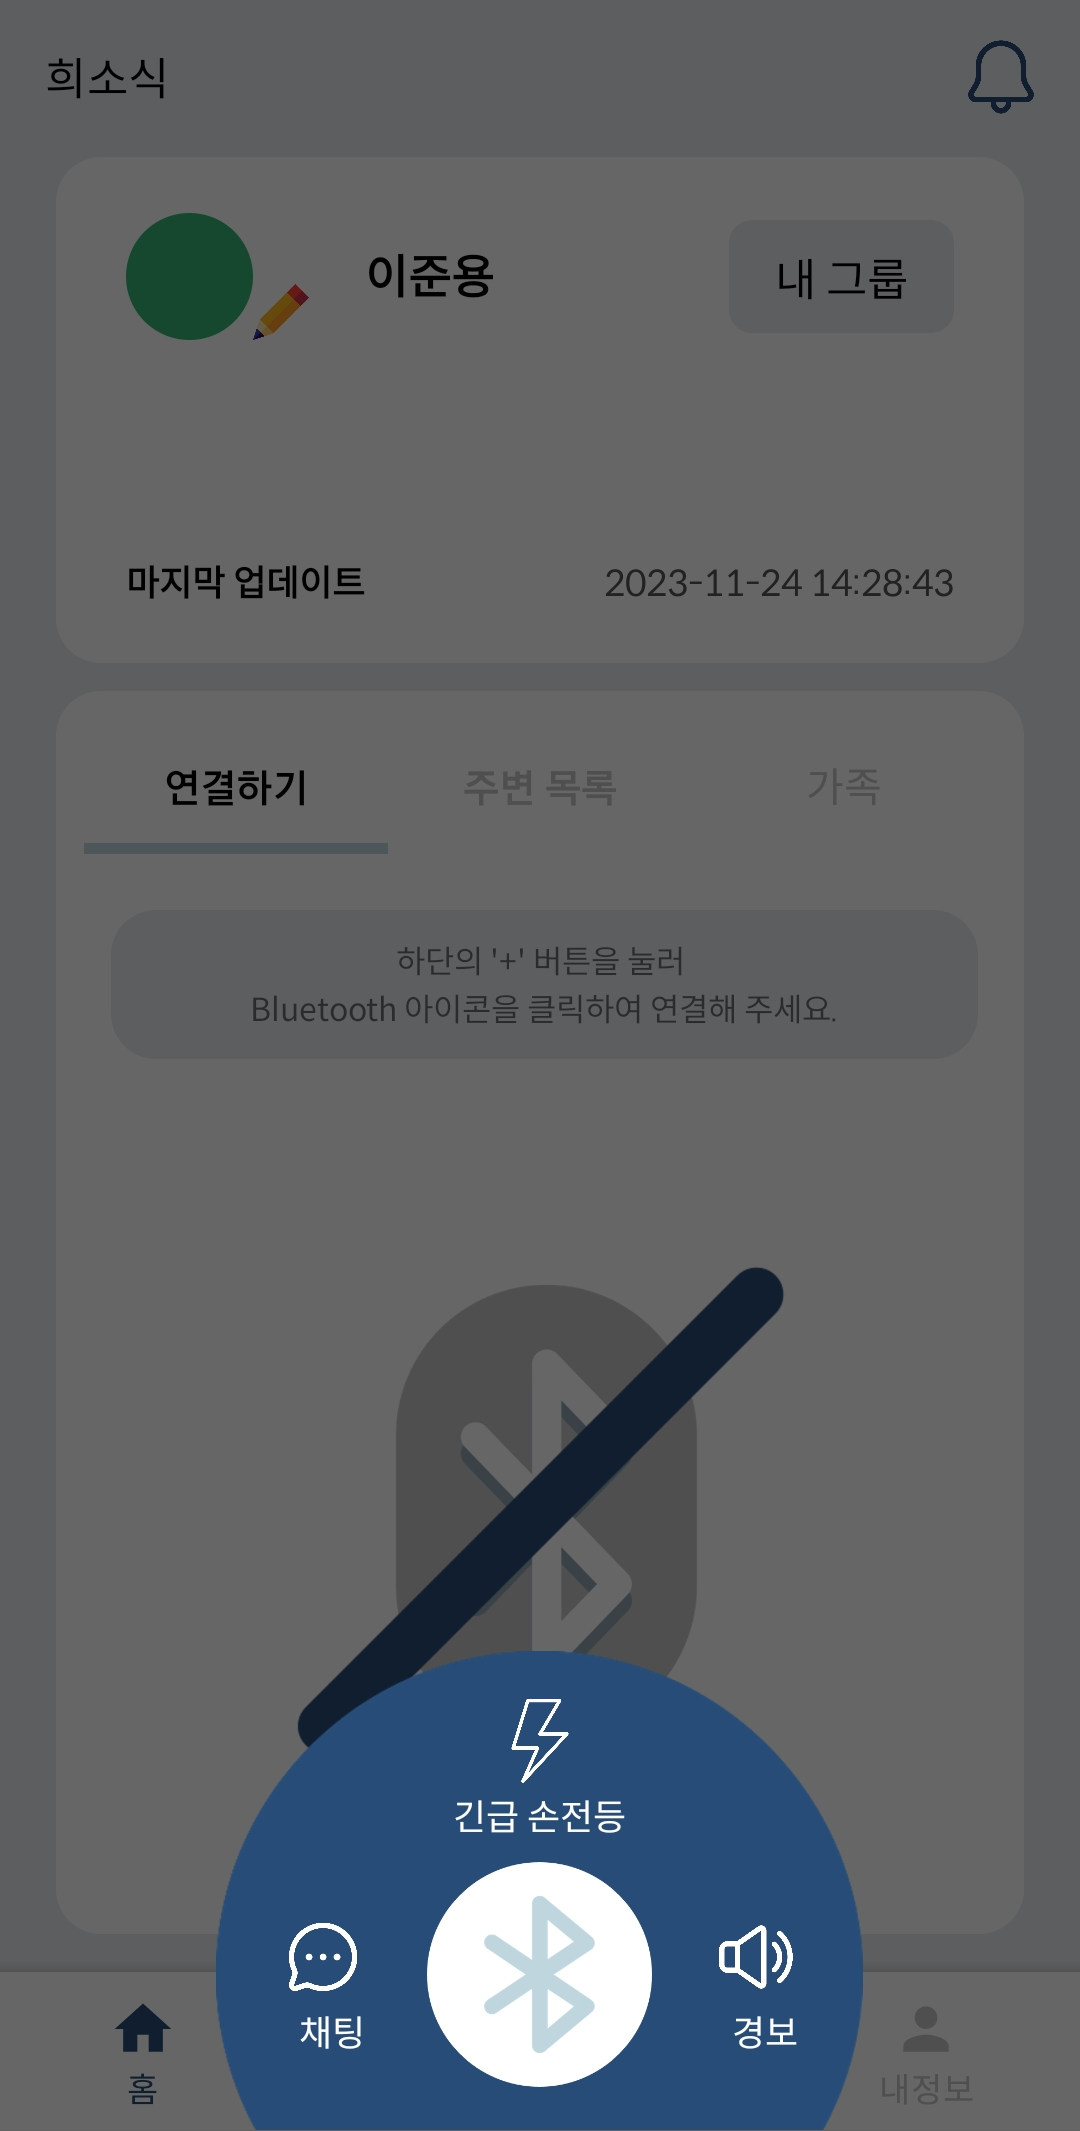 희소식
이준용
내 그룹
마지막 업데이트
2023-11-24 14:28:43
연결하기
주변 목록
가족
하단의 '+' 버튼을 눌러
Bluetooth 아이콘을 클릭하여 연결해 주세요.
긴급 손전등
채팅
경보
홈
내정보